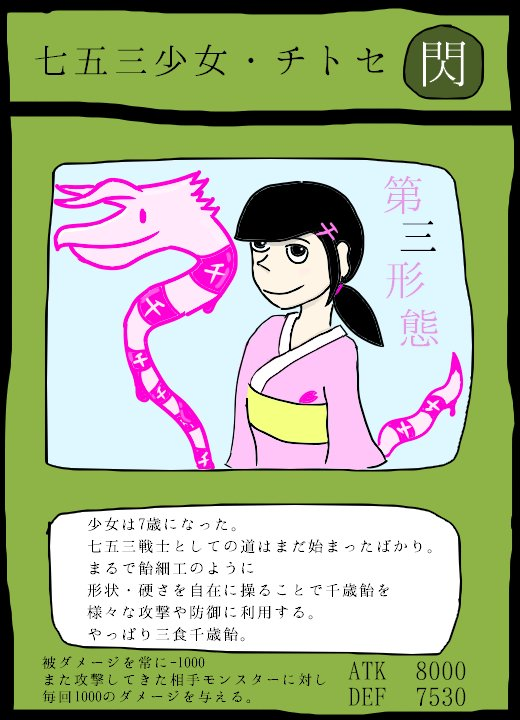 七五三少女・チトセ
閃
第三形態
千
千
千
千
千
千
千
少女は7歳になった。
七五三戦士としての道はまだ始まったばかり。
まるで飴細工のように
形状・硬さを自在に操ることで千歳飴を
様々な攻撃や防御に利用する。
やっぱり三食千歳飴。
被ダメージを常に-1000
また攻撃してきた相手モンスターに対し
毎回1000のダメージを与える。
ATK 8000
DEF 7530